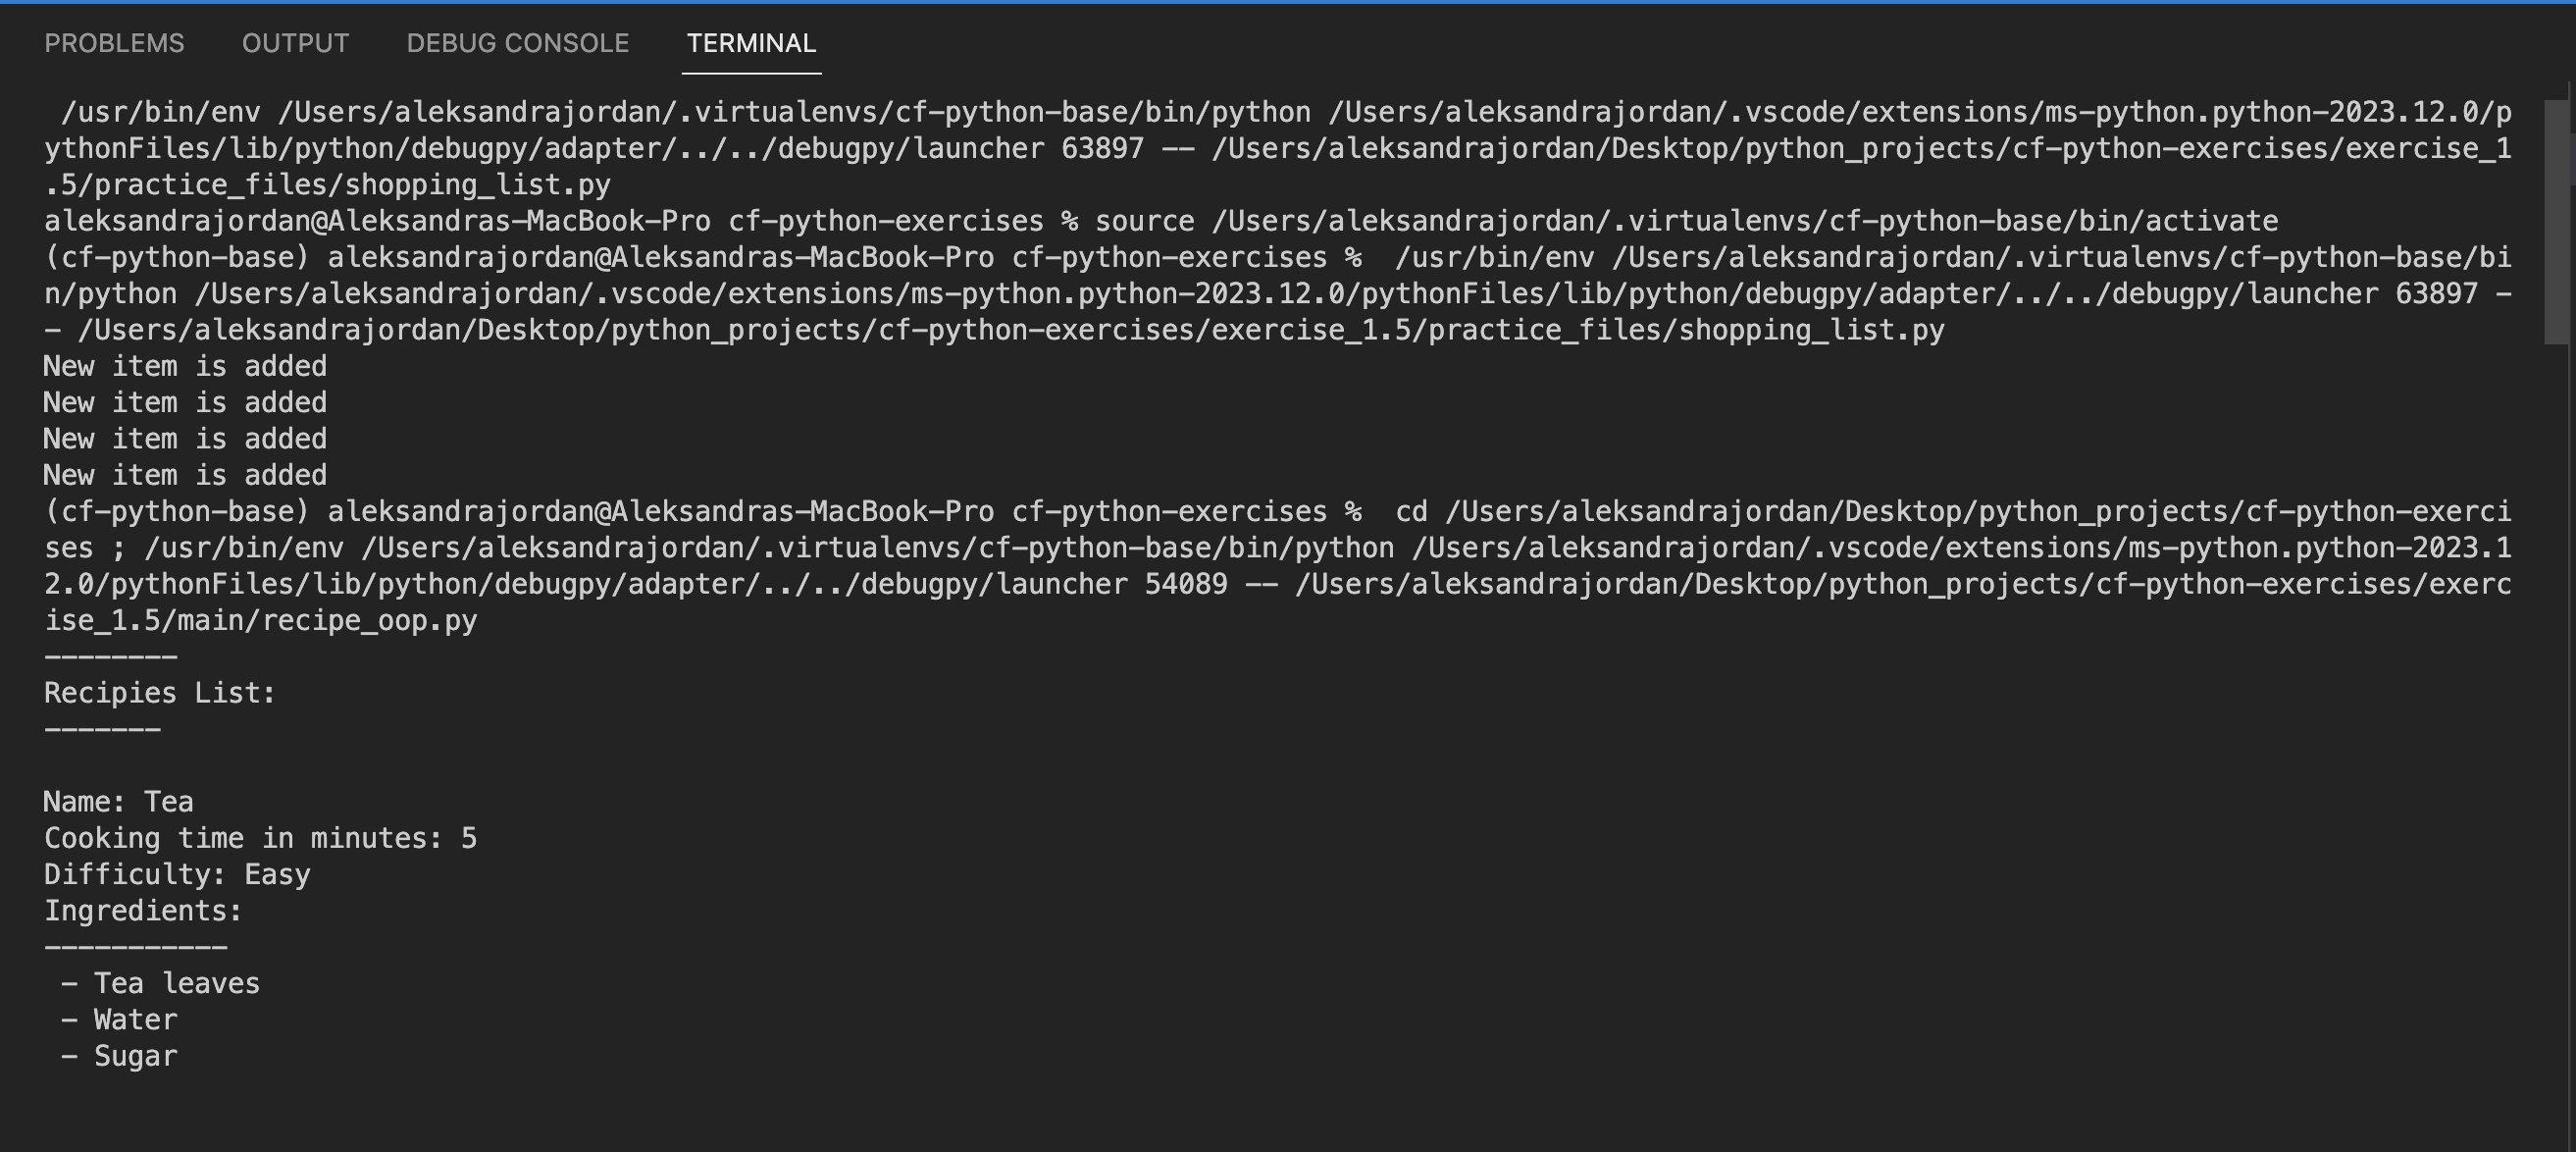 PROBLEMS OUTPUT DEBUG CONSOLE TERMINAL
/usr/bin/env /Users/aleksandrajordan/.virtualenvs/cf-python-base/bin/python /Users/aleksandrajordan/.vscode/extensions/ms-python.python-2023.12.0/p
ythonFiles/lib/python/debugpy/adapter/../../debugpy/launcher 63897 -- /Users/aleksandrajordan/Desktop/python_projects/cf-python-exercises/exercise_1
.5/practice_files/shopping_list.py
aleksandrajordan@Aleksandras-MacBook-Pro cf-python-exercises % source /Users/aleksandrajordan/.virtualenvs/cf-python-base/bin/activate
(cf-python-base) aleksandrajordan@Aleksandras-MacBook-Pro cf-python-exercises %  /usr/bin/env /Users/aleksandrajordan/.virtualenvs/cf-python-base/bi
n/python /Users/aleksandrajordan/.vscode/extensions/ms-python.python-2023.12.0/pythonFiles/lib/python/debugpy/adapter/../../debugpy/launcher 63897 -
- /Users/aleksandrajordan/Desktop/python_projects/cf-python-exercises/exercise_1.5/practice_files/shopping_list.py
New item is added
New item is added
New item is added
New item is added
(cf-python-base) aleksandrajordan@Aleksandras-MacBook-Pro cf-python-exercises %  cd /Users/aleksandrajordan/Desktop/python_projects/cf-python-exerci
ses ; /usr/bin/env /Users/aleksandrajordan/.virtualenvs/cf-python-base/bin/python /Users/aleksandrajordan/.vscode/extensions/ms-python.python-2023.1
2.0/pythonFiles/lib/python/debugpy/adapter/../../debugpy/launcher 54089 -- /Users/aleksandrajordan/Desktop/python_projects/cf-python-exercises/exerc
ise_1.5/main/recipe_oop.py
--------
Recipies List:
-------
Name: Tea
Cooking time in minutes: 5
Difficulty: Easy
Ingredients:
-----------
- Tea leaves
- Water
- Sugar